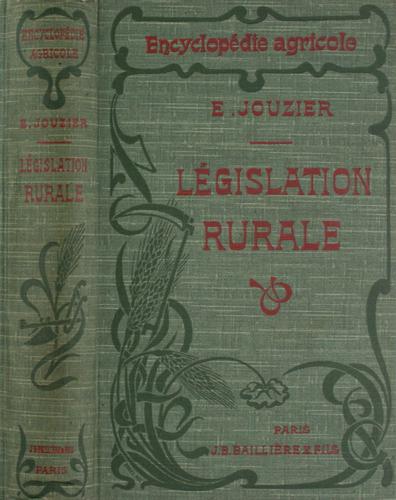 ENCYCLOPÉDIE
AGRICOLE
E. JOUZIER
LÉGISLATION
RURALE
PARIS
Encyclopédie agricole
E. JOUZIER
LÉGISLATION
RURALE
PARIS
J. B. BAILLIÈRE & FILS